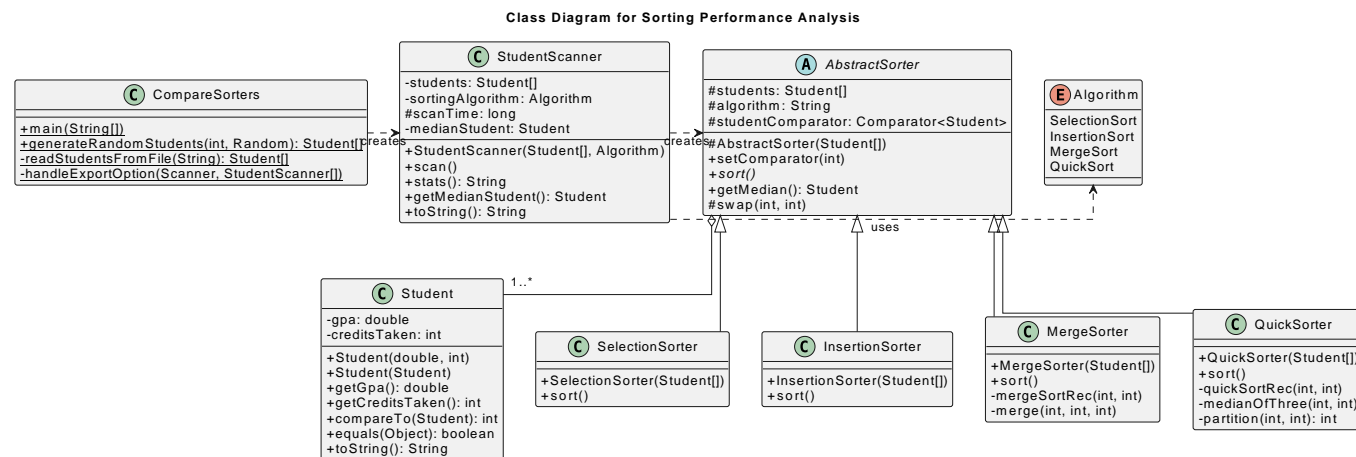 Class Diagram for Sorting Performance Analysis
C CompareSorters
+main(String[])
+generateRandomStudents(int, Random): Student[]
-readStudentsFromFile(String): Student[]
-handleExportOption(Scanner, StudentScanner[])
creates
C StudentScanner
-students: Student[]
-sortingAlgorithm: Algorithm
#scanTime: long
-medianStudent: Student
+StudentScanner(Student[], Algorithm)
+scan()
+stats(): String
+getMedianStudent(): Student
+toString(): String
creates
A AbstractSorter
#students: Student[]
#algorithm: String
#studentComparator: Comparator<Student>
#AbstractSorter(Student[])
+setComparator(int)
+sort()
+getMedian(): Student
#swap(int, int)
E Algorithm
SelectionSort
InsertionSort
MergeSort
QuickSort
uses
1..*
C Student
-gpa: double
-creditsTaken: int
+Student(double, int)
+Student(Student)
+getGpa(): double
+getCreditsTaken(): int
+compareTo(Student): int
+equals(Object): boolean
+toString(): String
C SelectionSorter
+SelectionSorter(Student[])
+sort()
C InsertionSorter
+InsertionSorter(Student[])
+sort()
C MergeSorter
+MergeSorter(Student[])
+sort()
-mergeSortRec(int, int)
-merge(int, int, int)
C QuickSorter
+QuickSorter(Student[])
+sort()
-quickSortRec(int, int)
-medianOfThree(int, int)
-partition(int, int): int